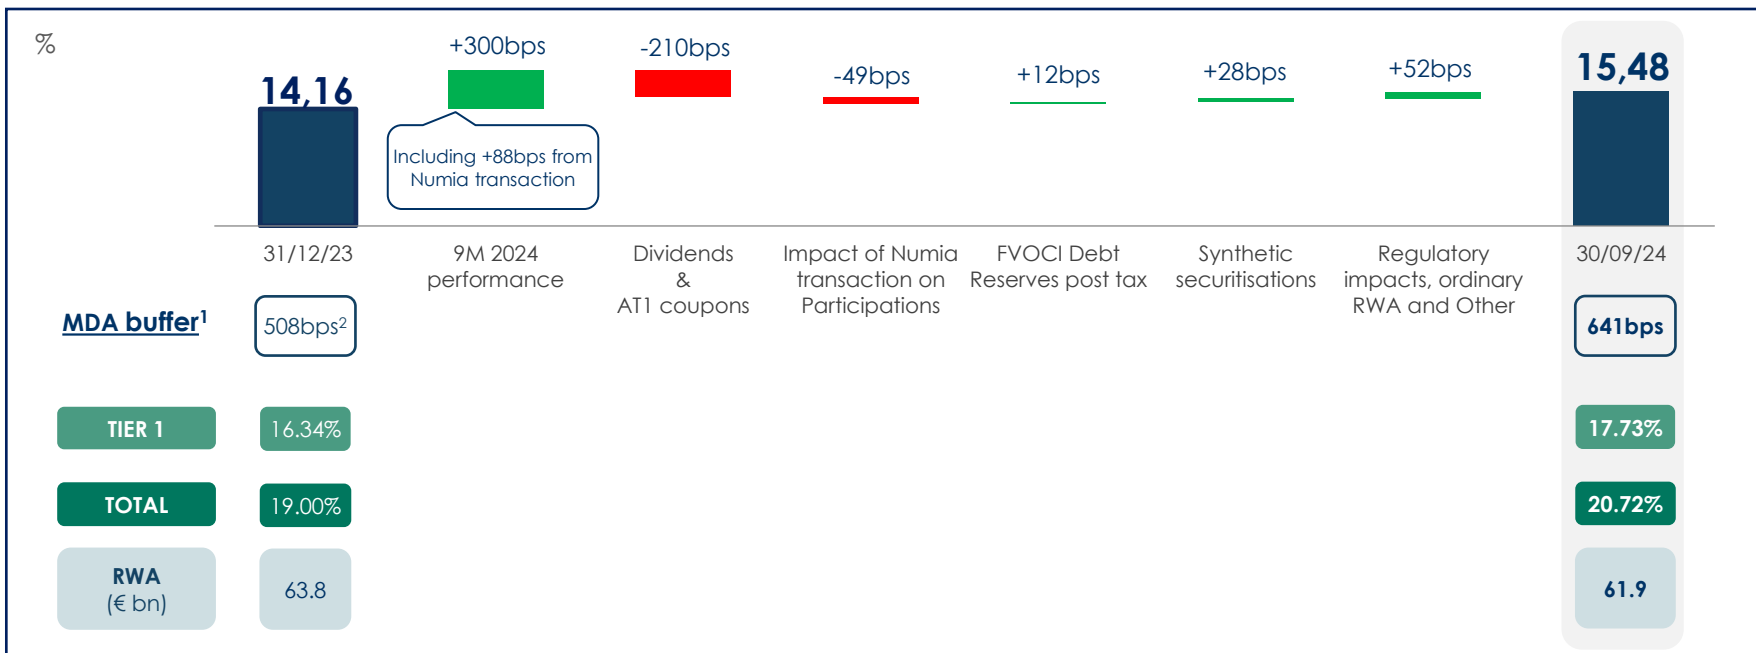 %
14,16
+300bps
-210bps
-49bps
+12bps
+28bps
+52bps
15,48
Including +88bps from
Numia transaction
31/12/23
9M 2024
performance
Dividends
&
AT1 coupons
Impact of Numia
transaction on
Participations
FVOCI Debt
Reserves post tax
Synthetic
securitisations
Regulatory
impacts, ordinary
RWA and Other
30/09/24
MDA buffer¹
508bps²
641bps
TIER 1
16.34%
17.73%
TOTAL
19.00%
20.72%
RWA
(€ bn)
63.8
61.9